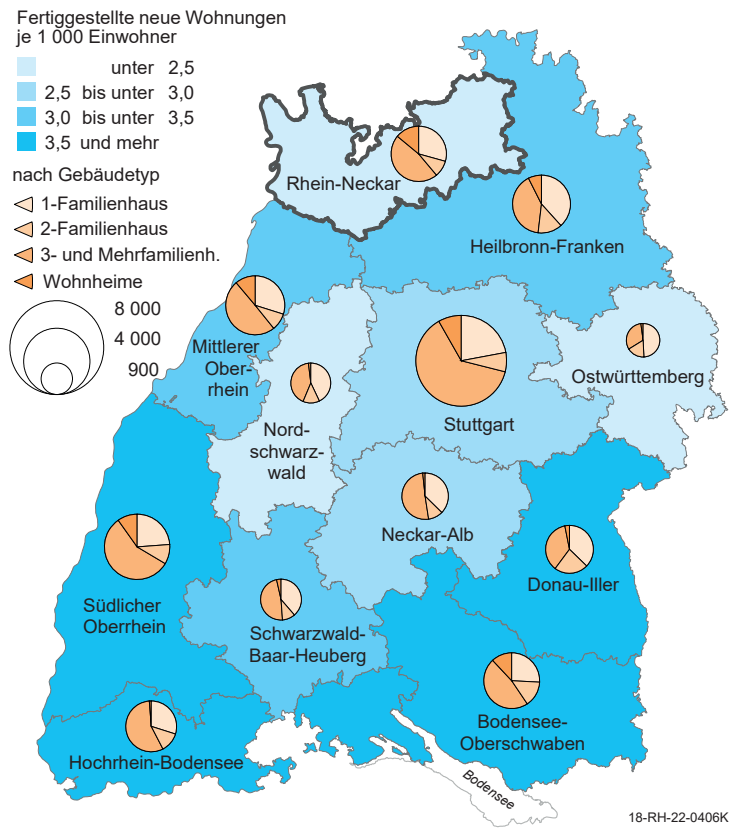 Fertiggestellte neue Wohnungen
je 1 000 Einwohner
unter 2,5
2,5 bis unter 3,0
3,0 bis unter 3,5
3,5 und mehr
nach Gebäudetyp
1-Familienhaus
2-Familienhaus
3- und Mehrfamilienh.
Wohnheime
8 000
4 000
900
Rhein-Neckar
Heilbronn-Franken
Mittlerer
Ober-
rhein
Ostwürttemberg
Stuttgart
Nord-
schwarz-
wald
Neckar-Alb
Donau-Iller
Südlicher
Oberrhein
Schwarzwald-
Baar-Heuberg
Bodensee-
Oberschwaben
Hochrhein-Bodensee
Bodensee
18-RH-22-0406K